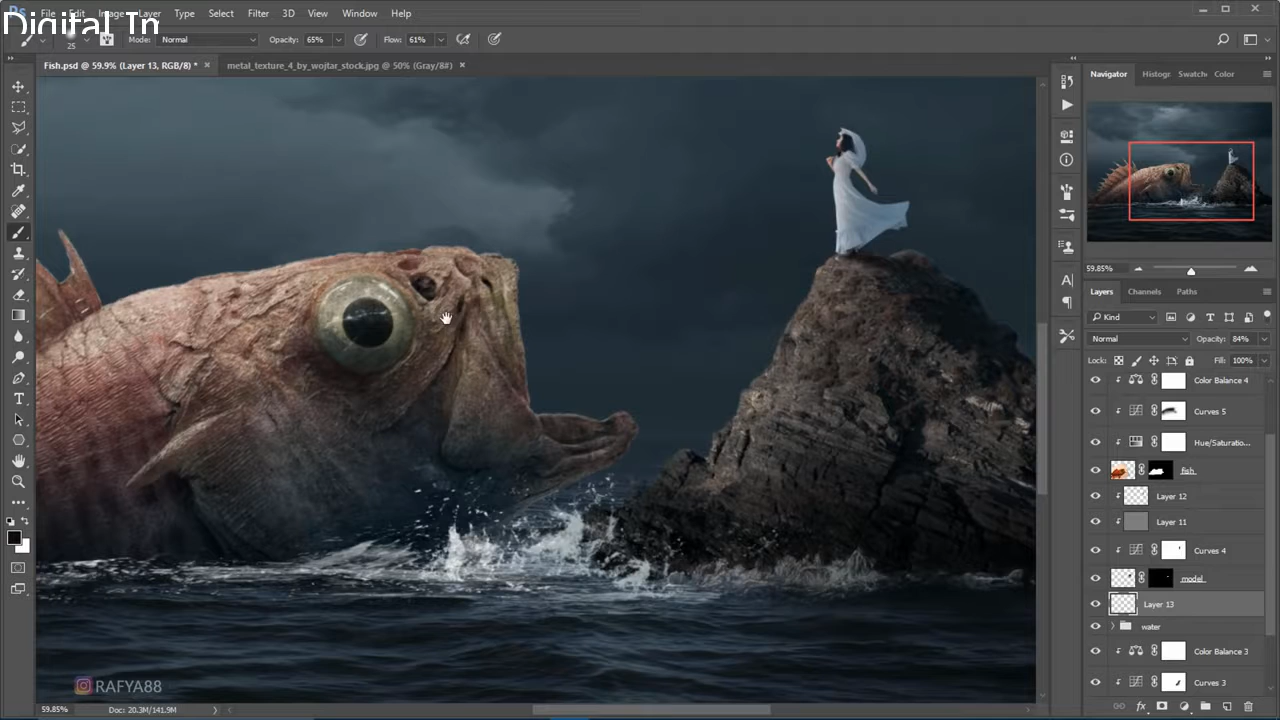 Ps File Image Layer Type Select Filter 3D View Window Help
Digital Tr
25 Mode: Normal Opacity: 65% Flow: 61%
Fish.psd @ 59.9% (Layer 13, RGB/8) * × metal_texture_4_by_wojtar_stock.jpg @ 50% (Gray/8#) ×
Navigator Histogr Swatch Color
59.85%
Layers Channels Paths
Kind
Normal Opacity: 84%
Lock: Fill: 100%
Color Balance 4
Curves 5
Hue/Saturatio...
fish
Layer 12
Layer 11
Curves 4
model
Layer 13
water
Color Balance 3
Curves 3
RAFYA88
59.85% Doc: 20.3M/141.9M